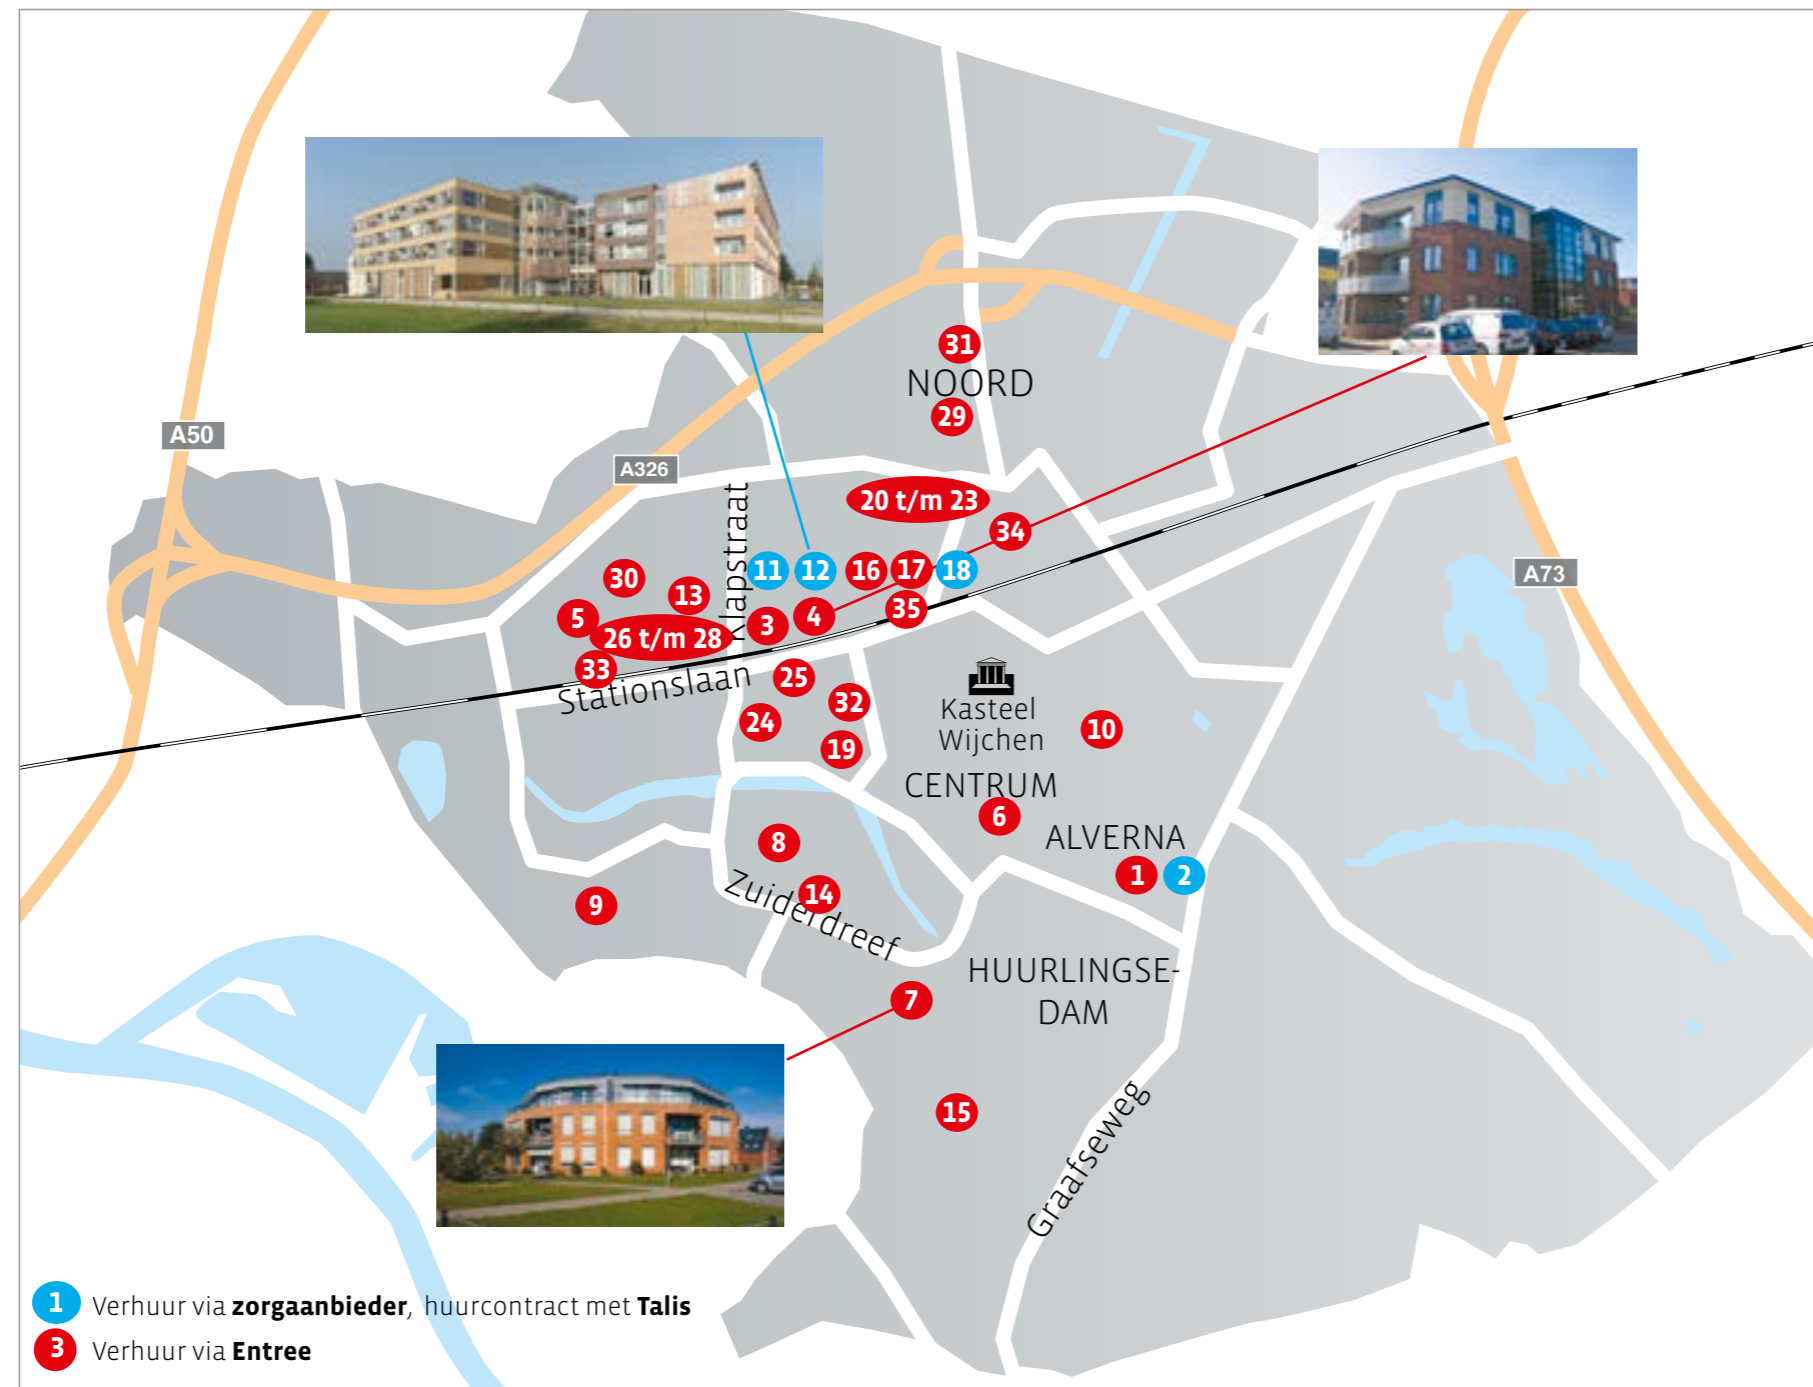 31
NOORD
29
A50
A326
20 t/m 23
34
Klapstraat
11
12
16
17
18
A73
30
13
5
26 t/m 28
3
4
35
33
Stationslaan
25
32
24
19
Kasteel
Wijchen
10
CENTRUM
6
ALVERNA
8
1
2
14
Zuiderdreef
9
HUURLINGSE-
DAM
7
15
Graafseweg
1 Verhuur via zorgaanbieder, huurcontract met Talis
3 Verhuur via Entree